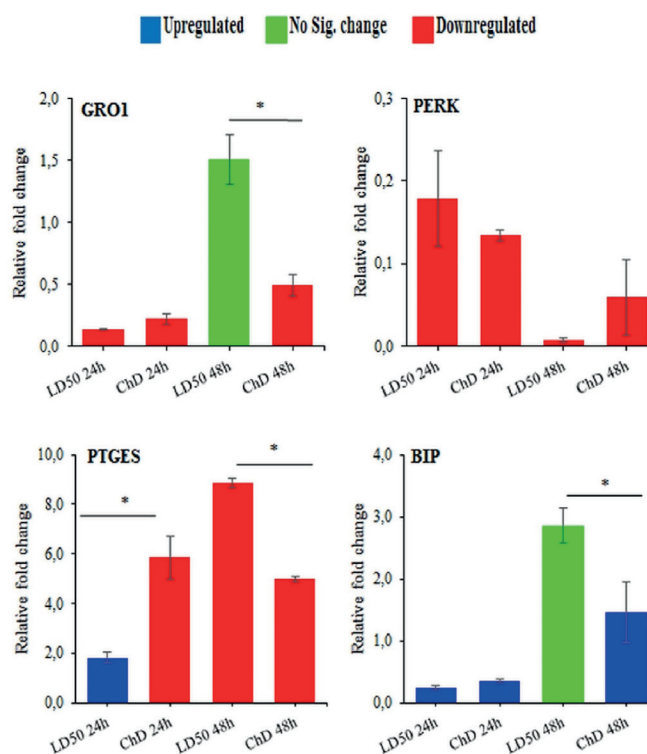 Upregulated No Sig. change Downregulated
GRO1
Relative fold change
2,0
1,5
1,0
0,5
0,0
*
LD50 24h ChD 24h LD50 48h ChD 48h
PERK
Relative fold change
0,3
0,2
0,1
0,0
LD50 24h ChD 24h LD50 48h ChD 48h
PTGES
Relative fold change
10,0
8,0
6,0
4,0
2,0
0,0
*
*
LD50 24h ChD 24h LD50 48h ChD 48h
BIP
Relative fold change
4,0
3,0
2,0
1,0
0,0
*
LD50 24h ChD 24h LD50 48h ChD 48h